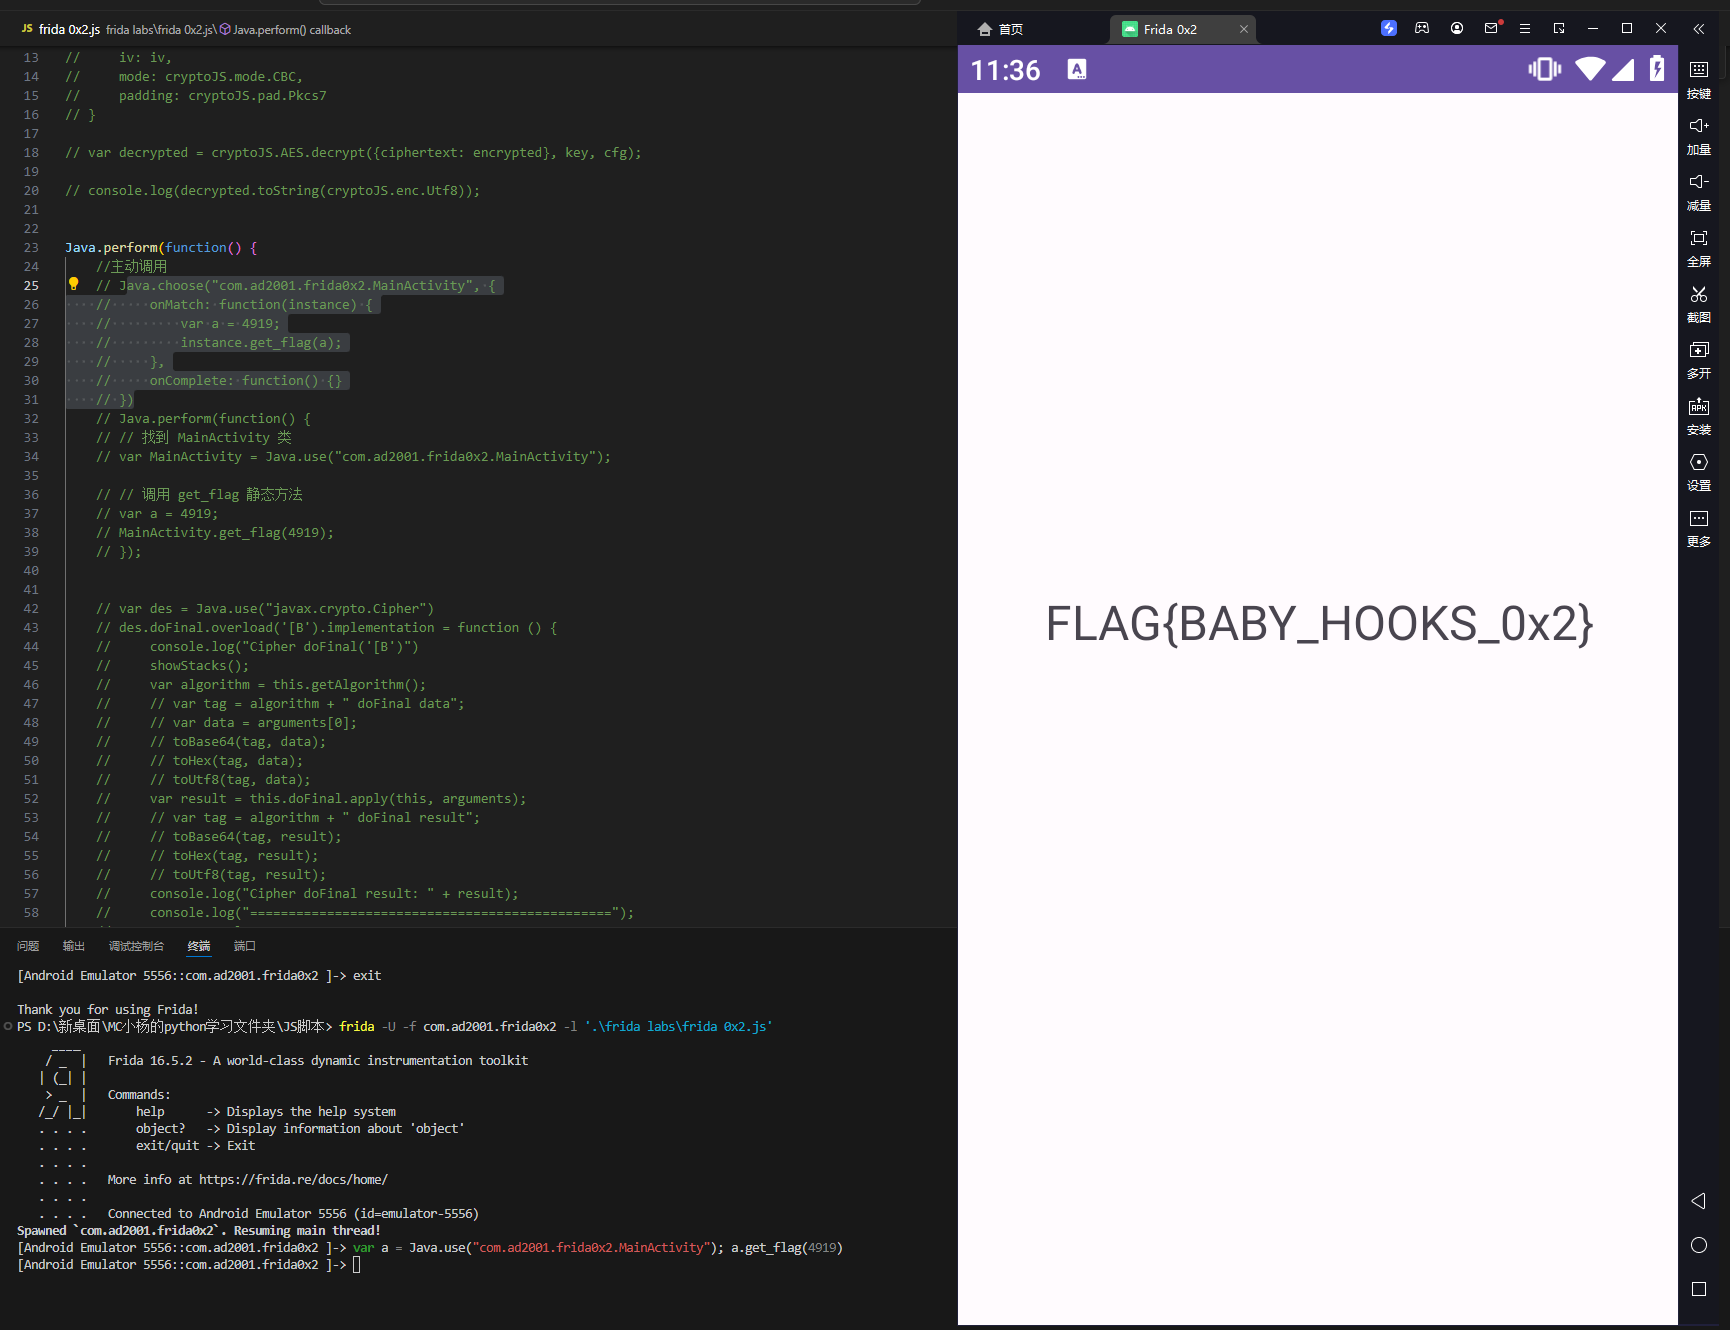 JS frida 0x2.js frida labs\frida 0x2.js\ Java.perform() callback
13 //     iv: iv,
14 //     mode: cryptoJS.mode.CBC,
15 //     padding: cryptoJS.pad.Pkcs7
16 // }
17
18 // var decrypted = cryptoJS.AES.decrypt({ciphertext: encrypted}, key, cfg);
19
20 // console.log(decrypted.toString(cryptoJS.enc.Utf8));
21
22
23 Java.perform(function() {
24     //主动调用
25     // Java.choose("com.ad2001.frida0x2.MainActivity", {
26     //     onMatch: function(instance) {
27     //         var a = 4919;
28     //         instance.get_flag(a);
29     //     },
30     //     onComplete: function() {}
31     // })
32     // Java.perform(function() {
33     // // 找到 MainActivity 类
34     // var MainActivity = Java.use("com.ad2001.frida0x2.MainActivity");
35
36     // // 调用 get_flag 静态方法
37     // var a = 4919;
38     // MainActivity.get_flag(4919);
39     // });
40
41
42     // var des = Java.use("javax.crypto.Cipher")
43     // des.doFinal.overload('[B').implementation = function () {
44     //     console.log("Cipher doFinal('[B')")
45     //     showStacks();
46     //     var algorithm = this.getAlgorithm();
47     //     // var tag = algorithm + " doFinal data";
48     //     // var data = arguments[0];
49     //     // toBase64(tag, data);
50     //     // toHex(tag, data);
51     //     // toUtf8(tag, data);
52     //     var result = this.doFinal.apply(this, arguments);
53     //     // var tag = algorithm + " doFinal result";
54     //     // toBase64(tag, result);
55     //     // toHex(tag, result);
56     //     // toUtf8(tag, result);
57     //     console.log("Cipher doFinal result: " + result);
58     //     console.log("===============================================");
问题 输出 调试控制台 终端 端口
[Android Emulator 5556::com.ad2001.frida0x2 ]-> exit
Thank you for using Frida!
PS D:\新桌面\MC小杨的python学习文件夹\JS脚本> frida -U -f com.ad2001.frida0x2 -l '.\frida labs\frida 0x2.js'
     ____
    / _  |   Frida 16.5.2 - A world-class dynamic instrumentation toolkit
   | (_| |
    > _  |   Commands:
   /_/ |_|       help      -> Displays the help system
   . . . .       object?   -> Display information about 'object'
   . . . .       exit/quit -> Exit
   . . . .
   . . . .   More info at https://frida.re/docs/home/
   . . . .
   . . . .   Connected to Android Emulator 5556 (id=emulator-5556)
Spawned `com.ad2001.frida0x2`. Resuming main thread!
[Android Emulator 5556::com.ad2001.frida0x2 ]-> var a = Java.use("com.ad2001.frida0x2.MainActivity"); a.get_flag(4919)
[Android Emulator 5556::com.ad2001.frida0x2 ]->
首页 Frida 0x2
11:36 A
FLAG{BABY_HOOKS_0x2}
按键
加量
减量
全屏
截图
多开
APK
安装
设置
更多